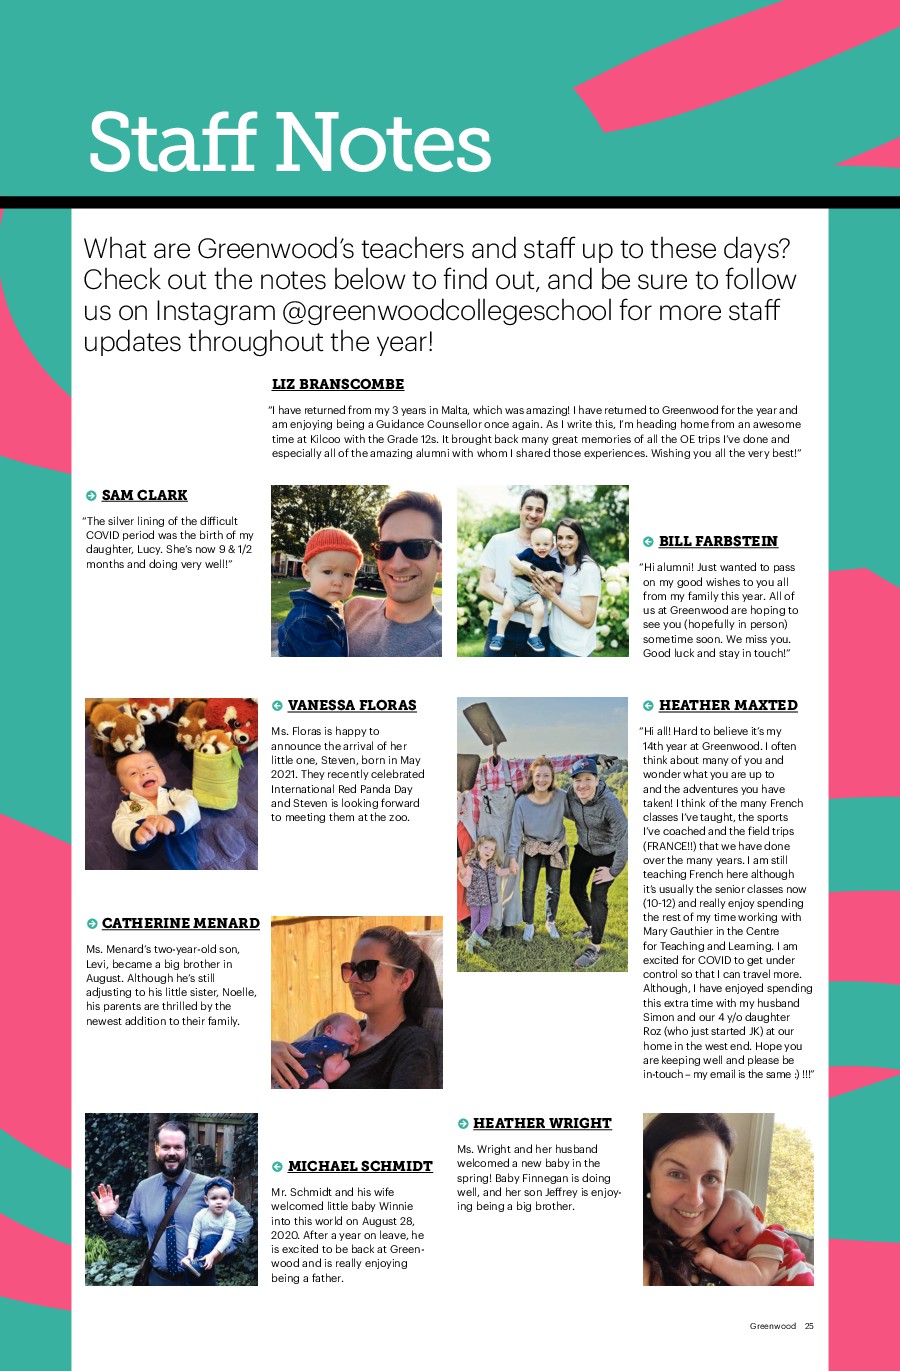 Staff Notes
What are Greenwood’s teachers and staff up to these days?
Check out the notes below to find out, and be sure to follow
us on Instagram @greenwoodcollegeschool for more staff
updates throughout the year!
LIZ BRANSCOMBE
“I have returned from my 3 years in Malta, which was amazing! I have returned to Greenwood for the year and
am enjoying being a Guidance Counsellor once again. As I write this, I’m heading home from an awesome
time at Kilcoo with the Grade 12s. It brought back many great memories of all the OE trips I’ve done and
especially all of the amazing alumni with whom I shared those experiences. Wishing you all the very best!”
SAM CLARK
“The silver lining of the difficult
COVID period was the birth of my
daughter, Lucy. She’s now 9 & 1/2
months and doing very well!”
BILL FARBSTEIN
“Hi alumni! Just wanted to pass
on my good wishes to you all
from my family this year. All of
us at Greenwood are hoping to
see you (hopefully in person)
sometime soon. We miss you.
Good luck and stay in touch!”
VANESSA FLORAS
Ms. Floras is happy to
announce the arrival of her
little one, Steven, born in May
2021. They recently celebrated
International Red Panda Day
and Steven is looking forward
to meeting them at the zoo.
HEATHER MAXTED
“Hi all! Hard to believe it’s my
14th year at Greenwood. I often
think about many of you and
wonder what you are up to
and the adventures you have
taken! I think of the many French
classes I’ve taught, the sports
I’ve coached and the field trips
(FRANCE!!) that we have done
over the many years. I am still
teaching French here although
it’s usually the senior classes now
(10-12) and really enjoy spending
the rest of my time working with
Mary Gauthier in the Centre
for Teaching and Learning. I am
excited for COVID to get under
control so that I can travel more.
Although, I have enjoyed spending
this extra time with my husband
Simon and our 4 y/o daughter
Roz (who just started JK) at our
home in the west end. Hope you
are keeping well and please be
in-touch – my email is the same :) !!!”
CATHERINE MENARD
Ms. Menard’s two-year-old son,
Levi, became a big brother in
August. Although he’s still
adjusting to his little sister, Noelle,
his parents are thrilled by the
newest addition to their family.
MICHAEL SCHMIDT
Mr. Schmidt and his wife
welcomed little baby Winnie
into this world on August 28,
2020. After a year on leave, he
is excited to be back at Green-
wood and is really enjoying
being a father.
HEATHER WRIGHT
Ms. Wright and her husband
welcomed a new baby in the
spring! Baby Finnegan is doing
well, and her son Jeffrey is enjoy-
ing being a big brother.
Greenwood 25